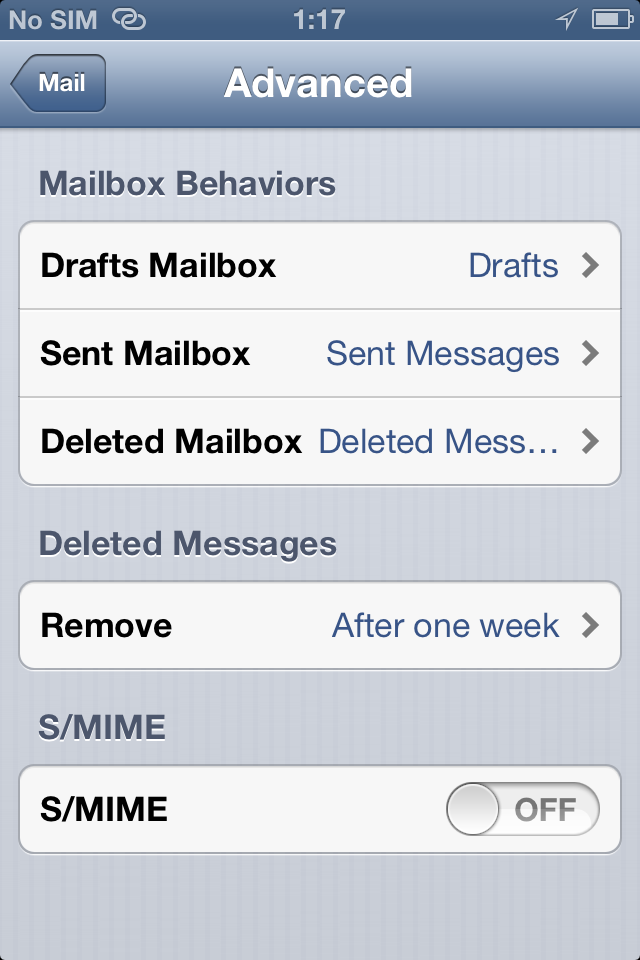 No SIM 1:17
Mail Advanced
Mailbox Behaviors
Drafts Mailbox Drafts
Sent Mailbox Sent Messages
Deleted Mailbox Deleted Mess...
Deleted Messages
Remove After one week
S/MIME
S/MIME OFF